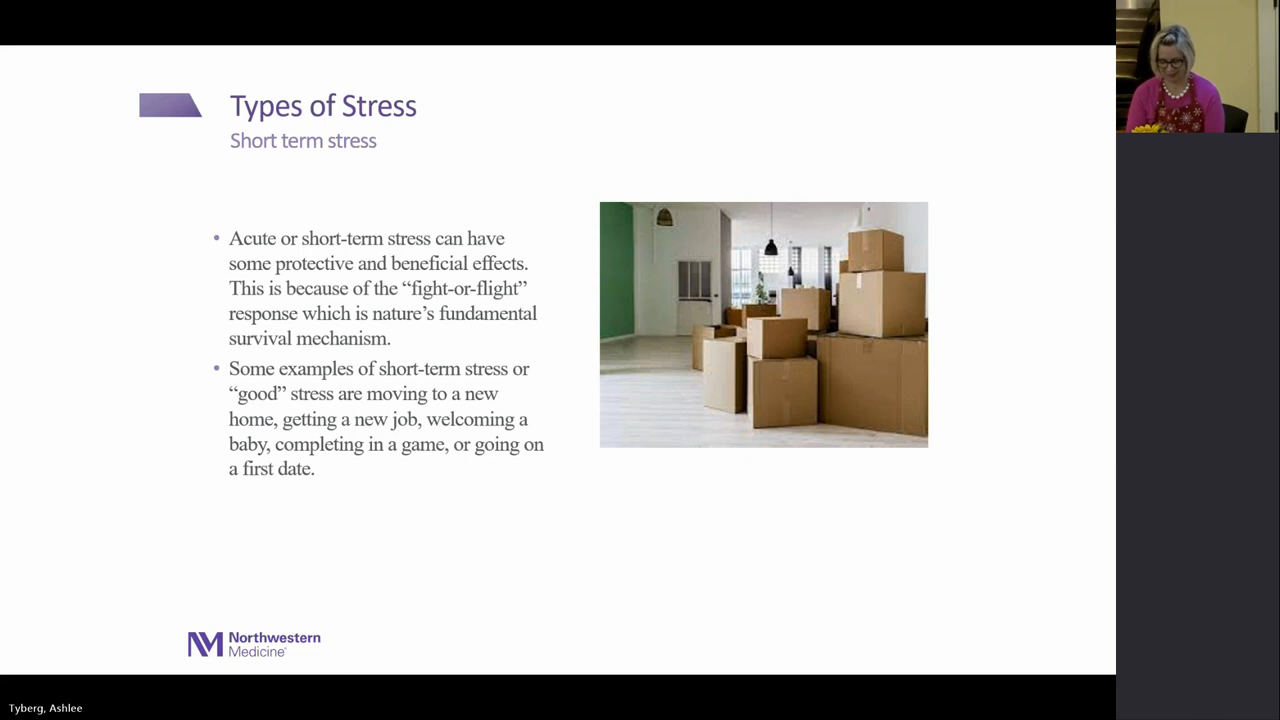 Types of Stress
Short term stress
• Acute or short-term stress can have
some protective and beneficial effects.
This is because of the “fight-or-flight”
response which is nature’s fundamental
survival mechanism.
• Some examples of short-term stress or
“good” stress are moving to a new
home, getting a new job, welcoming a
baby, completing in a game, or going on
a first date.
NM Northwestern
Medicine
Tyberg, Ashlee